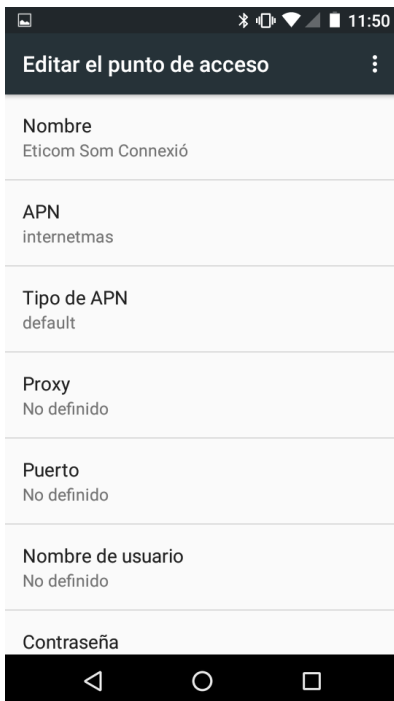 11:50
Editar el punto de acceso
Nombre
Eticom Som Connexió
APN
internetmas
Tipo de APN
default
Proxy
No definido
Puerto
No definido
Nombre de usuario
No definido
Contraseña